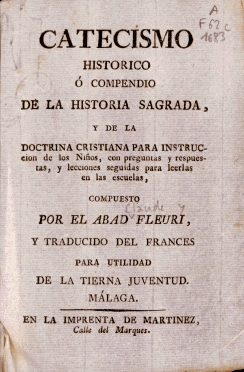 A
F 62 c
1683
CATECISMO
HISTORICO
Ó COMPENDIO
DE LA HISTORIA SAGRADA,
Y DE LA
DOCTRINA CRISTIANA PARA INSTRUC-
cion de los Niños, con preguntas y respues-
tas, y lecciones seguidas para leerlas
en las escuelas,
COMPUESTO
POR EL ABAD FLEURI,
Y TRADUCIDO DEL FRANCES
PARA UTILIDAD
DE LA TIERNA JUVENTUD.
MÁLAGA.
EN LA IMPRENTA DE MARTINEZ,
Calle del Marques.